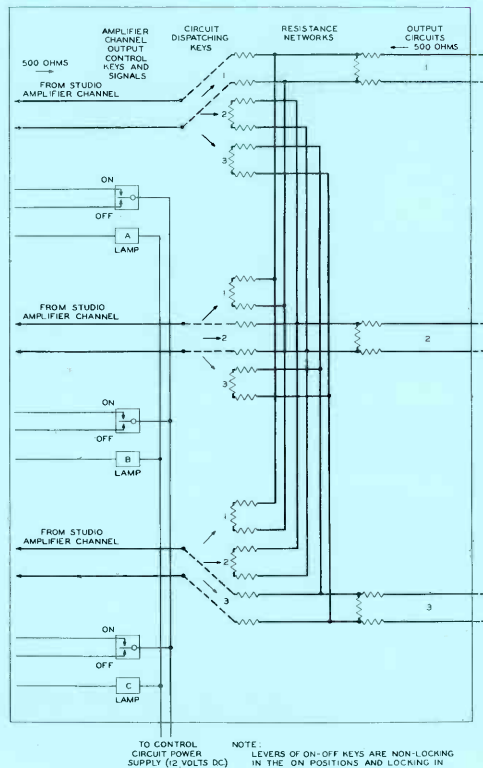 AMPLIFIER
CHANNEL
OUTPUT
CONTROL
KEYS AND
SIGNALS
CIRCUIT
DISPATCHING
KEYS
RESISTANCE
NETWORKS
OUTPUT
CIRCUITS
500 OHMS
500 OHMS
FROM STUDIO
AMPLIFIER CHANNEL
1
1
2
3
ON
OFF
A
LAMP
1
FROM STUDIO
AMPLIFIER CHANNEL
2
2
3
ON
OFF
B
LAMP
1
FROM STUDIO
AMPLIFIER CHANNEL
2
3
3
ON
OFF
C
LAMP
TO CONTROL
CIRCUIT POWER
SUPPLY (12 VOLTS DC)
NOTE:
LEVERS OF ON-OFF KEYS ARE NON-LOCKING
IN THE ON POSITIONS AND LOCKING IN